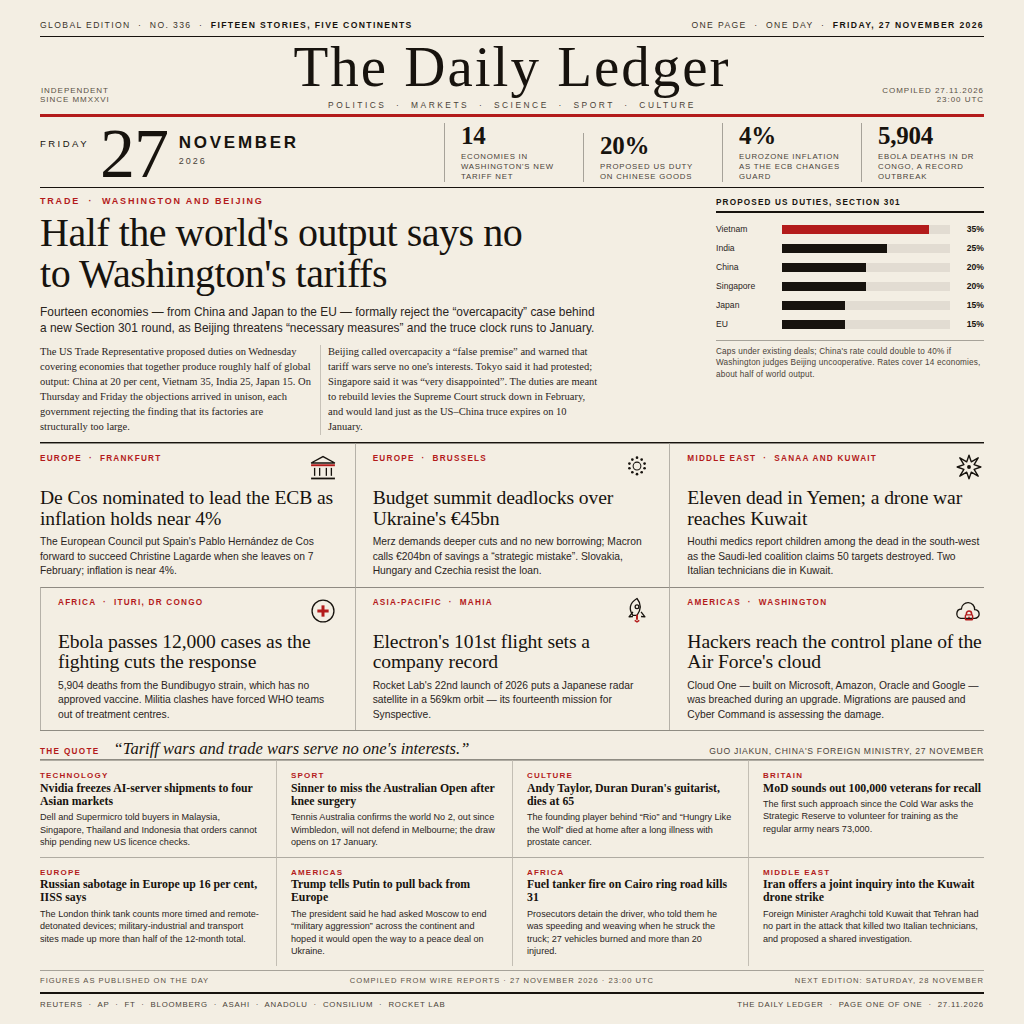 GLOBAL EDITION · NO. 336 · FIFTEEN STORIES, FIVE CONTINENTS
ONE PAGE · ONE DAY · FRIDAY, 27 NOVEMBER 2026
The Daily Ledger
INDEPENDENT
SINCE MMXXVI
POLITICS · MARKETS · SCIENCE · SPORT · CULTURE
COMPILED 27.11.2026
23:00 UTC
FRIDAY
27
NOVEMBER
2026
14
ECONOMIES IN
WASHINGTON'S NEW
TARIFF NET
20%
PROPOSED US DUTY
ON CHINESE GOODS
4%
EUROZONE INFLATION
AS THE ECB CHANGES
GUARD
5,904
EBOLA DEATHS IN DR
CONGO, A RECORD
OUTBREAK
TRADE · WASHINGTON AND BEIJING
Half the world's output says no
to Washington's tariffs
Fourteen economies — from China and Japan to the EU — formally reject the “overcapacity” case behind
a new Section 301 round, as Beijing threatens “necessary measures” and the truce clock runs to January.
The US Trade Representative proposed duties on Wednesday
covering economies that together produce roughly half of global
output: China at 20 per cent, Vietnam 35, India 25, Japan 15. On
Thursday and Friday the objections arrived in unison, each
government rejecting the finding that its factories are
structurally too large.
Beijing called overcapacity a “false premise” and warned that
tariff wars serve no one's interests. Tokyo said it had protested;
Singapore said it was “very disappointed”. The duties are meant
to rebuild levies the Supreme Court struck down in February,
and would land just as the US–China truce expires on 10
January.
PROPOSED US DUTIES, SECTION 301
Vietnam 35%
India 25%
China 20%
Singapore 20%
Japan 15%
EU 15%
Caps under existing deals; China's rate could double to 40% if
Washington judges Beijing uncooperative. Rates cover 14 economies,
about half of world output.
EUROPE · FRANKFURT
De Cos nominated to lead the ECB as
inflation holds near 4%
The European Council put Spain's Pablo Hernández de Cos
forward to succeed Christine Lagarde when she leaves on 7
February; inflation is near 4%.
EUROPE · BRUSSELS
Budget summit deadlocks over
Ukraine's €45bn
Merz demands deeper cuts and no new borrowing; Macron
calls €204bn of savings a “strategic mistake”. Slovakia,
Hungary and Czechia resist the loan.
MIDDLE EAST · SANAA AND KUWAIT
Eleven dead in Yemen; a drone war
reaches Kuwait
Houthi medics report children among the dead in the south-west
as the Saudi-led coalition claims 50 targets destroyed. Two
Italian technicians die in Kuwait.
AFRICA · ITURI, DR CONGO
Ebola passes 12,000 cases as the
fighting cuts the response
5,904 deaths from the Bundibugyo strain, which has no
approved vaccine. Militia clashes have forced WHO teams
out of treatment centres.
ASIA-PACIFIC · MAHIA
Electron's 101st flight sets a
company record
Rocket Lab's 22nd launch of 2026 puts a Japanese radar
satellite in a 569km orbit — its fourteenth mission for
Synspective.
AMERICAS · WASHINGTON
Hackers reach the control plane of the
Air Force's cloud
Cloud One — built on Microsoft, Amazon, Oracle and Google —
was breached during an upgrade. Migrations are paused and
Cyber Command is assessing the damage.
THE QUOTE “Tariff wars and trade wars serve no one's interests.”
GUO JIAKUN, CHINA'S FOREIGN MINISTRY, 27 NOVEMBER
TECHNOLOGY
Nvidia freezes AI-server shipments to four
Asian markets
Dell and Supermicro told buyers in Malaysia,
Singapore, Thailand and Indonesia that orders cannot
ship pending new US licence checks.
SPORT
Sinner to miss the Australian Open after
knee surgery
Tennis Australia confirms the world No 2, out since
Wimbledon, will not defend in Melbourne; the draw
opens on 17 January.
CULTURE
Andy Taylor, Duran Duran's guitarist,
dies at 65
The founding player behind “Rio” and “Hungry Like
the Wolf” died at home after a long illness with
prostate cancer.
BRITAIN
MoD sounds out 100,000 veterans for recall
The first such approach since the Cold War asks the
Strategic Reserve to volunteer for training as the
regular army nears 73,000.
EUROPE
Russian sabotage in Europe up 16 per cent,
IISS says
The London think tank counts more timed and remote-
detonated devices; military-industrial and transport
sites made up more than half of the 12-month total.
AMERICAS
Trump tells Putin to pull back from
Europe
The president said he had asked Moscow to end
“military aggression” across the continent and
hoped it would open the way to a peace deal on
Ukraine.
AFRICA
Fuel tanker fire on Cairo ring road kills
31
Prosecutors detain the driver, who told them he
was speeding and weaving when he struck the
truck; 27 vehicles burned and more than 20
injured.
MIDDLE EAST
Iran offers a joint inquiry into the Kuwait
drone strike
Foreign Minister Araghchi told Kuwait that Tehran had
no part in the attack that killed two Italian technicians,
and proposed a shared investigation.
FIGURES AS PUBLISHED ON THE DAY
COMPILED FROM WIRE REPORTS · 27 NOVEMBER 2026 · 23:00 UTC
NEXT EDITION: SATURDAY, 28 NOVEMBER
REUTERS · AP · FT · BLOOMBERG · ASAHI · ANADOLU · CONSILIUM · ROCKET LAB
THE DAILY LEDGER · PAGE ONE OF ONE · 27.11.2026